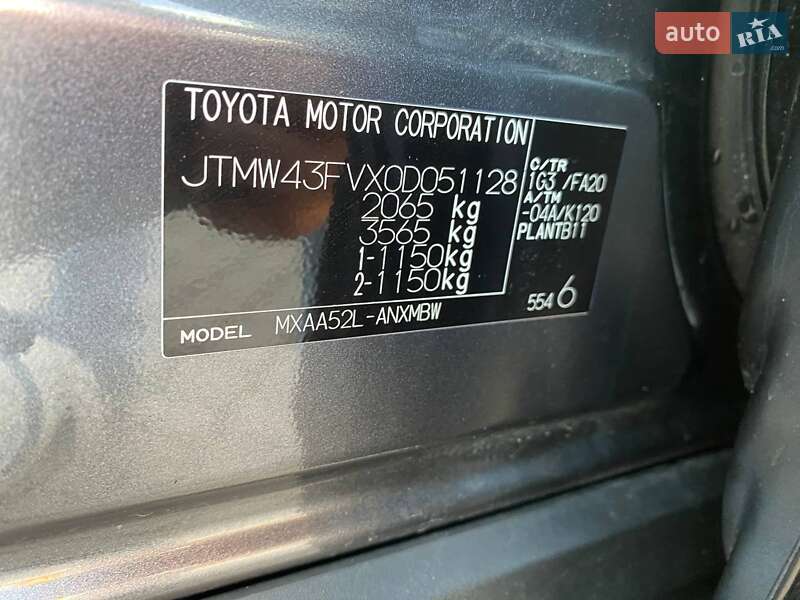 auto RIA.com
TOYOTA MOTOR CORPORATION
JTMW43FVX0D051128
2065 kg
3565 kg
1-1150kg
2-1150kg
MODEL MXAA52L-ANXMBW
C/TR
1G3 /FA20
A/TM
-04A/K120
PLANTB11
554 6